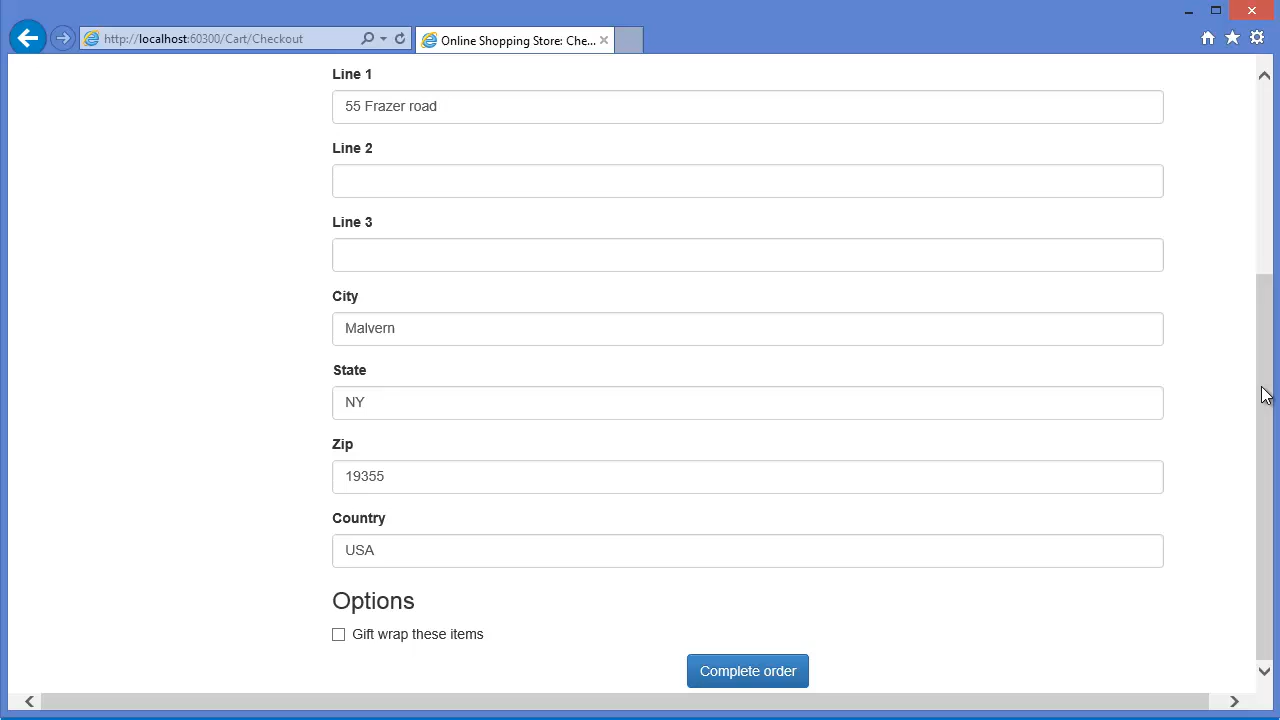 http://localhost:60300/Cart/Checkout
Online Shopping Store: Che...
Line 1
55 Frazer road
Line 2
Line 3
City
Malvern
State
NY
Zip
19355
Country
USA
Options
Gift wrap these items
Complete order